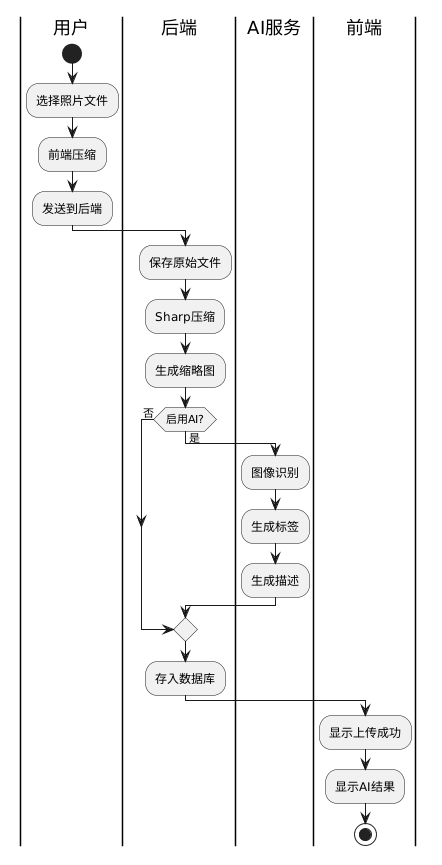 用户
后端
AI服务
前端
选择照片文件
前端压缩
发送到后端
保存原始文件
Sharp压缩
生成缩略图
否
启用AI?
是
图像识别
生成标签
生成描述
存入数据库
显示上传成功
显示AI结果